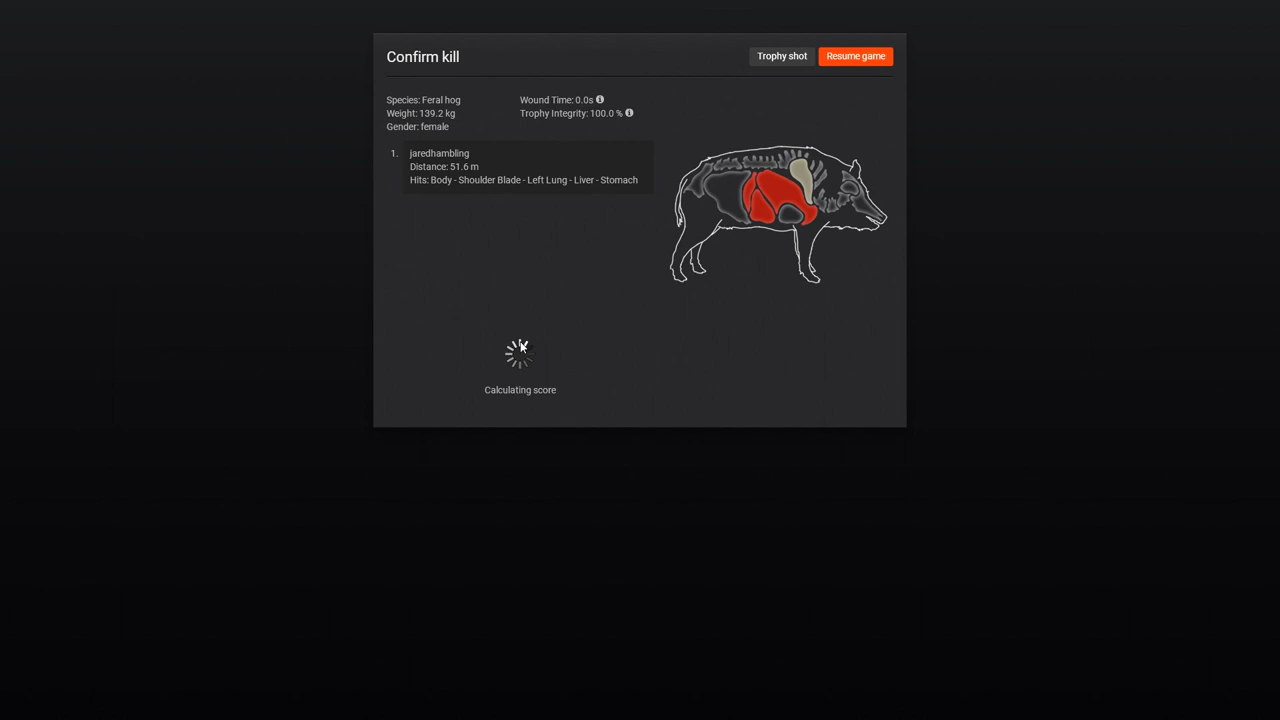 Confirm kill
Trophy shot
Resume game
Species: Feral hog
Weight: 139.2 kg
Gender: female
Wound Time: 0.0s
Trophy Integrity: 100.0 %
1.
jaredhambling
Distance: 51.6 m
Hits: Body - Shoulder Blade - Left Lung - Liver - Stomach
Calculating score